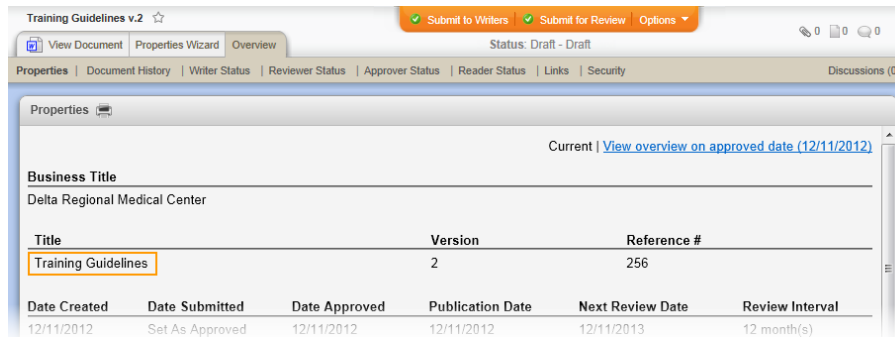 Training Guidelines v.2
Submit to Writers Submit for Review Options
0 0 0
View Document Properties Wizard Overview
Status: Draft - Draft
Properties | Document History | Writer Status | Reviewer Status | Approver Status | Reader Status | Links | Security Discussions (0
Properties
Current | View overview on approved date (12/11/2012)
Business Title
Delta Regional Medical Center
Title Version Reference #
Training Guidelines 2 256
Date Created Date Submitted Date Approved Publication Date Next Review Date Review Interval
12/11/2012 Set As Approved 12/11/2012 12/11/2012 12/11/2013 12 month(s)